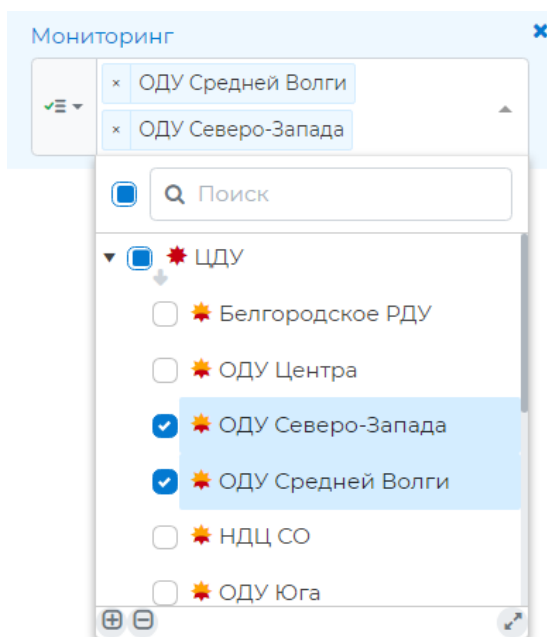 Мониторинг
× ОДУ Средней Волги
× ОДУ Северо-Запада
Поиск
ЦДУ
Белгородское РДУ
ОДУ Центра
ОДУ Северо-Запада
ОДУ Средней Волги
НДЦ СО
ОДУ Юга